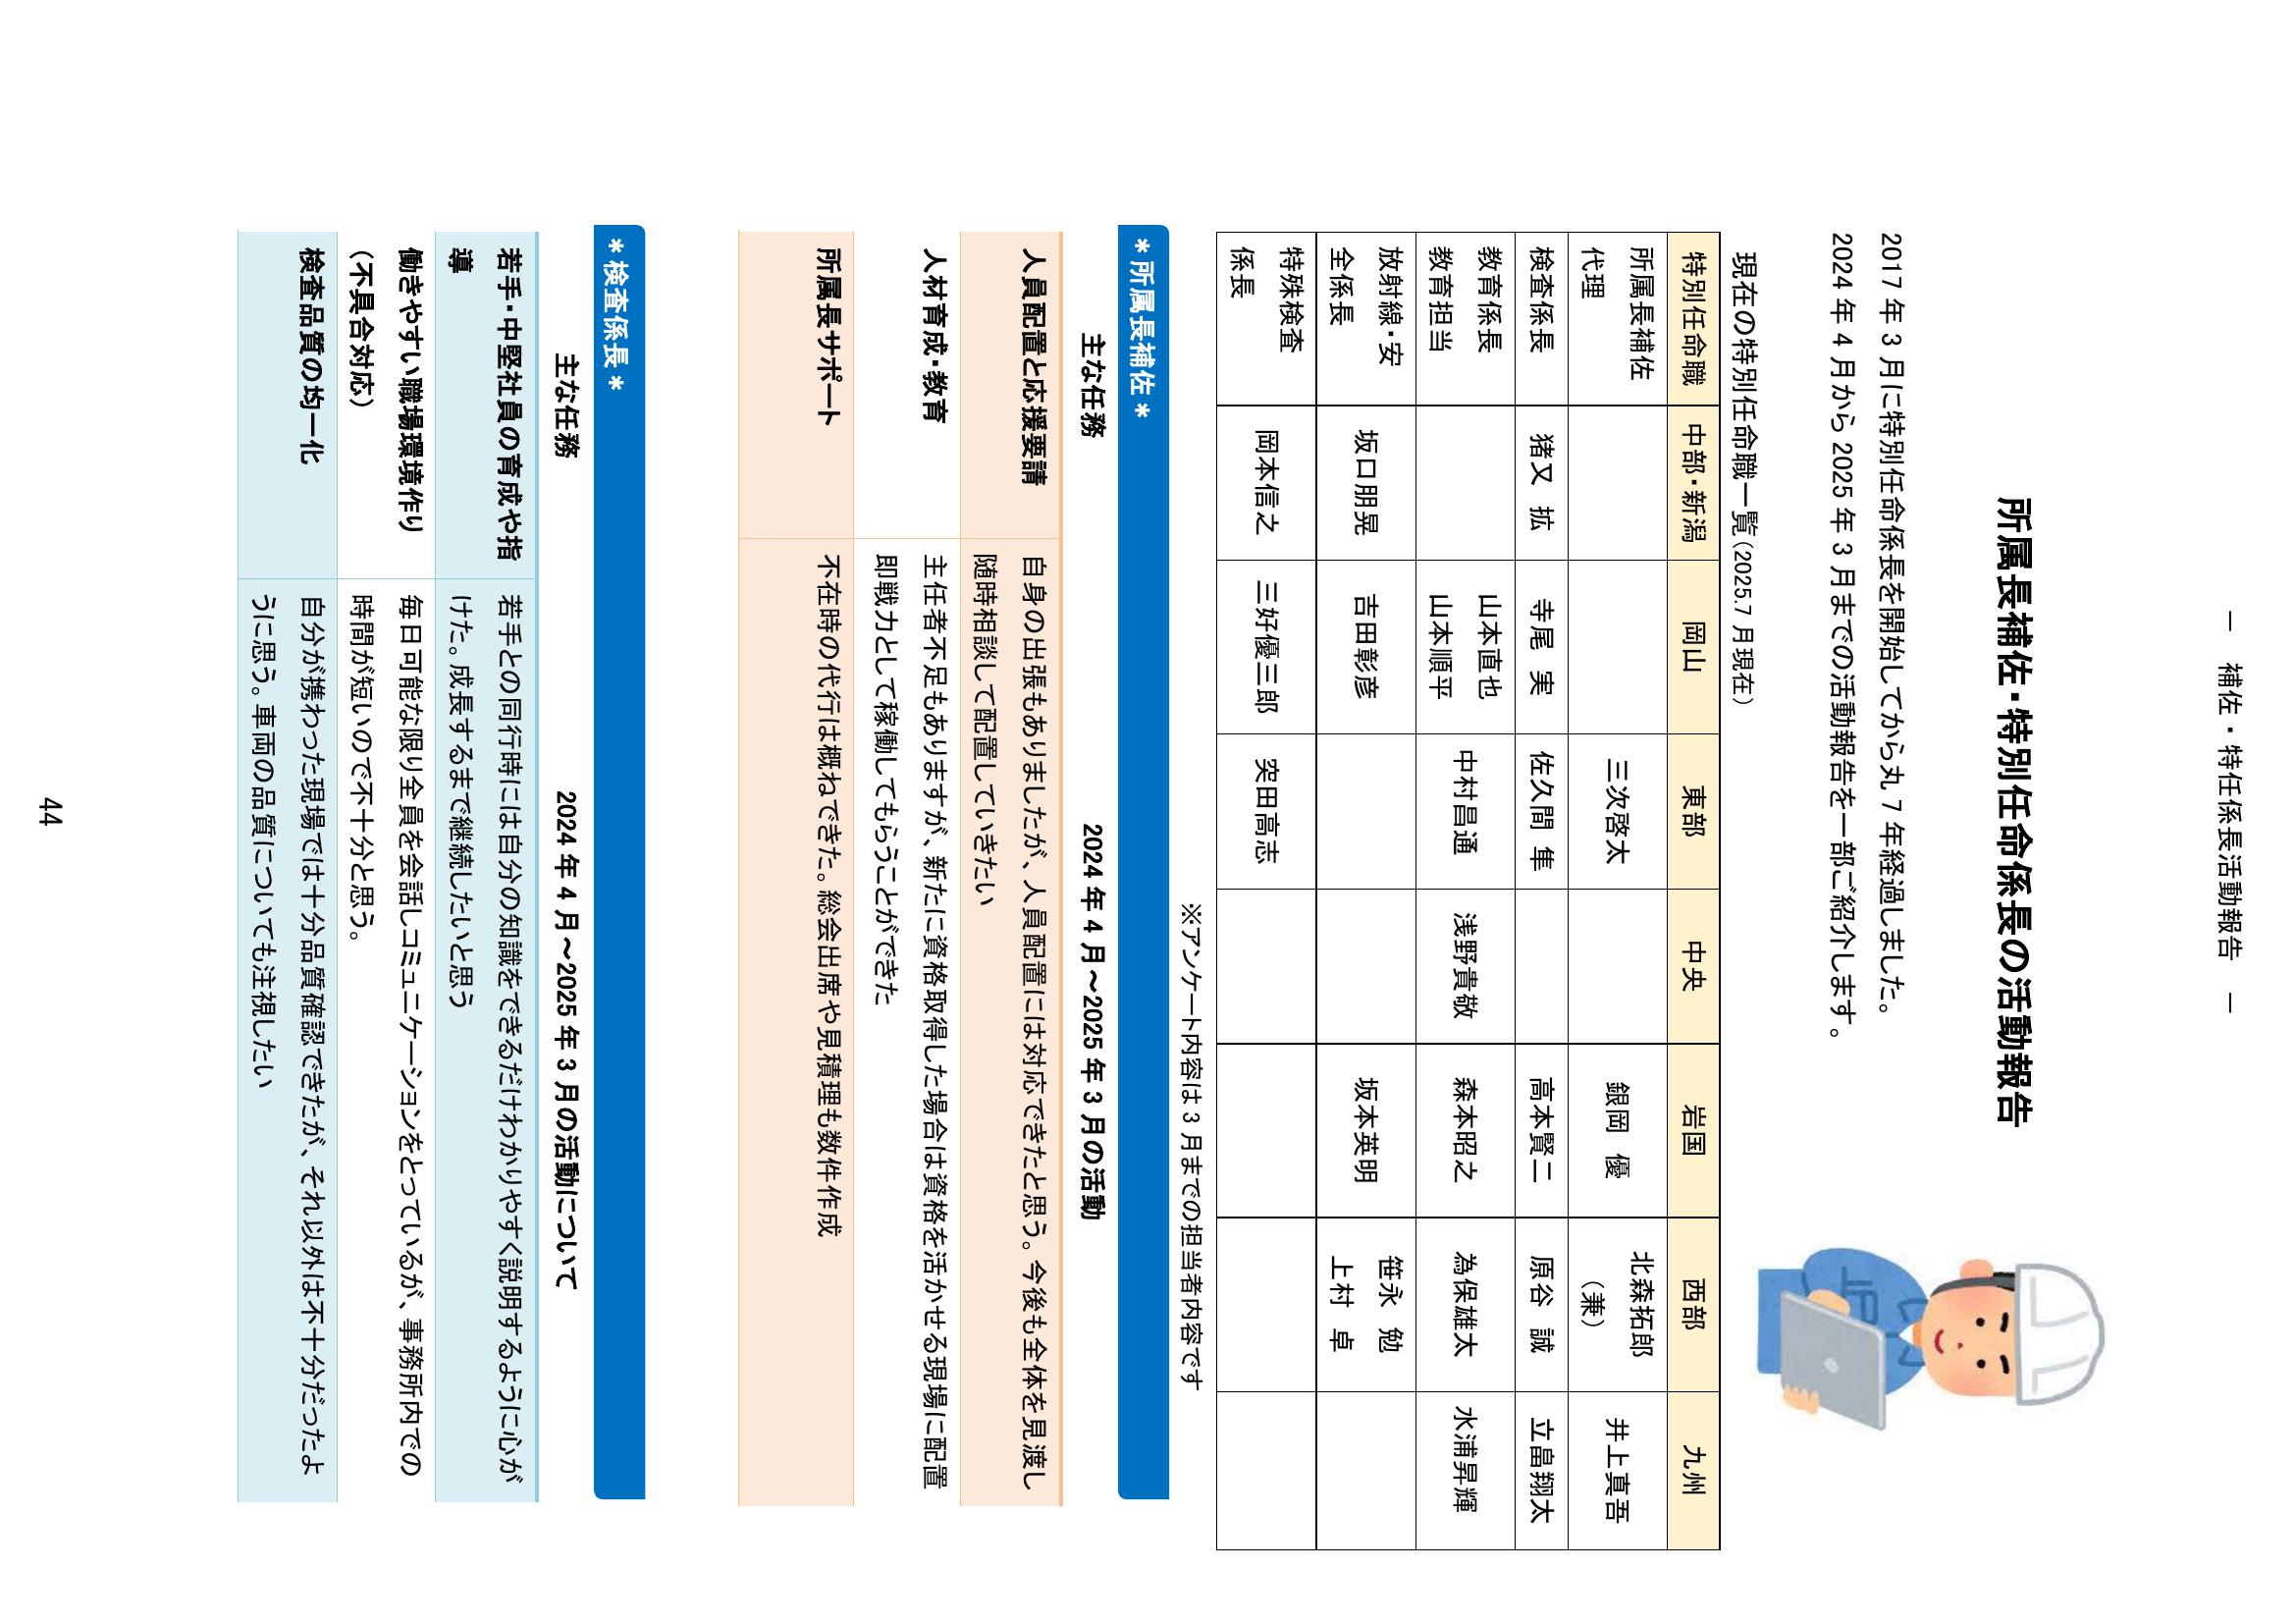 ― 補佐・特任係長活動報告 ―
所属長補佐・特別任命係長の活動報告
2017 年 3 月に特別任命係長を開始してから丸 7 年経過しました。
2024 年 4 月から 2025 年 3 月までの活動報告を一部ご紹介します。
現在の特別任命職一覧(2025.7 月現在)
特別任命職 中部・新潟 岡山 東部 中央 岩国 西部 九州
所属長補佐
代理
三次啓太 銀岡 優
北森拓郎
(兼)
井上真吾
検査係長 猪又 拡 寺尾 実 佐久間 隼 高本賢二 原谷 誠 立畠翔太
教育係長
教育担当
山本直也
山本順平
中村昌通 浅野貴敬 森本昭之 為保雄太 水浦昇輝
放射線・安
全係長
坂口朋晃 吉田彰彦 坂本英明
笹永 勉
上村 卓
特殊検査
係長
岡本信之 三好優三郎 突田高志
※アンケート内容は 3 月までの担当者内容です
＊所属長補佐＊
主な任務 2024 年 4 月～2025 年 3 月の活動
人員配置と応援要請
自身の出張もありましたが、人員配置には対応できたと思う。今後も全体を見渡し
随時相談して配置していきたい
人材育成・教育
主任者不足もありますが、新たに資格取得した場合は資格を活かせる現場に配置
即戦力として稼働してもらうことができた
所属長サポート
不在時の代行は概ねできた。総会出席や見積理も数件作成
＊検査係長＊
主な任務 2024 年 4 月～2025 年 3 月の活動について
若手・中堅社員の育成や指
導
若手との同行時には自分の知識をできるだけわかりやすく説明するように心が
けた。成長するまで継続したいと思う
働きやすい職場環境作り
(不具合対応)
毎日可能な限り全員を会話しコミュニケーションをとっているが、事務所内での
時間が短いので不十分と思う。
検査品質の均一化
自分が携わった現場では十分品質確認できたが、それ以外は不十分だったよ
うに思う。車両の品質についても注視したい
44